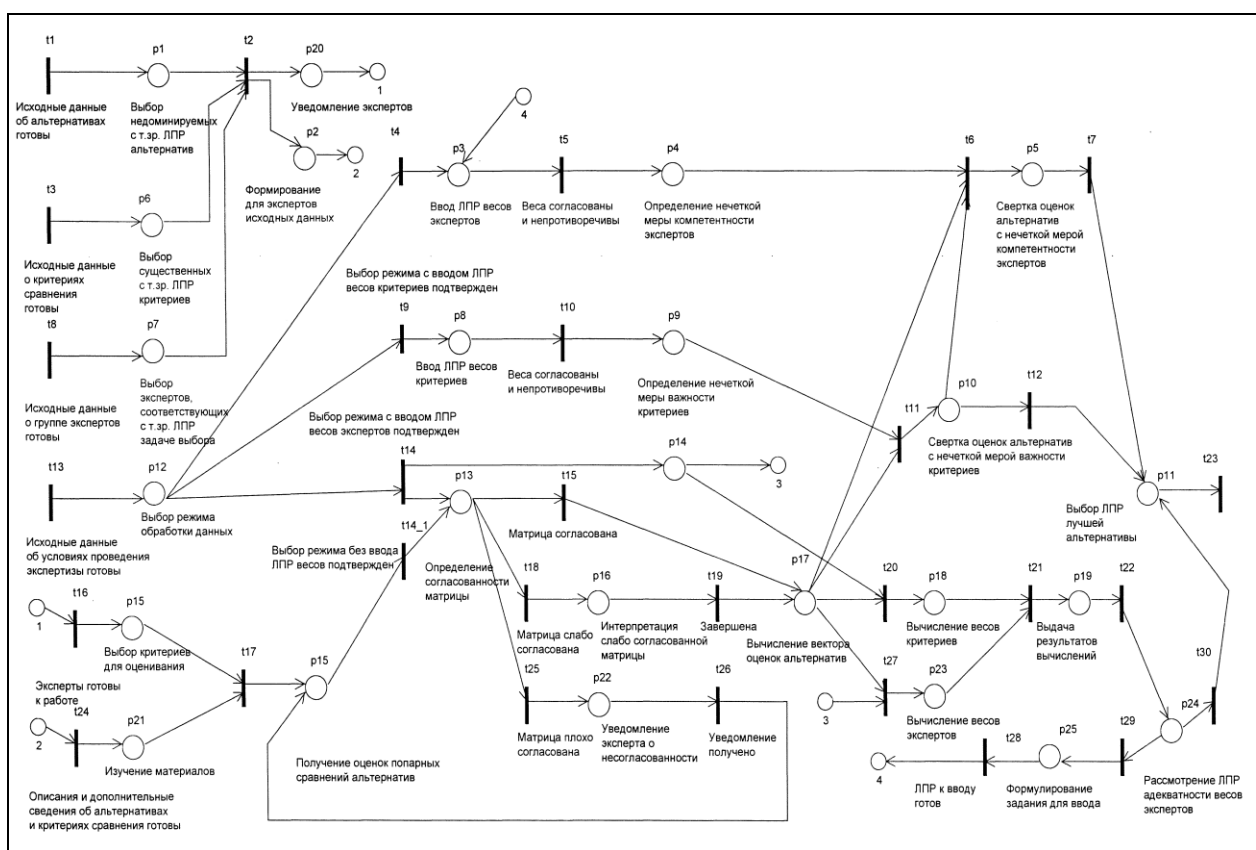 t1
p1
t2
p20
1
Исходные данные
об альтернативах
готовы
Выбор
недоминируемых
с т.зр. ЛПР
альтернатив
Уведомление экспертов
p2
2
Формирование
для экспертов
исходных данных
t3
p6
Исходные данные
о критериях
сравнения
готовы
Выбор
существенных
с т.зр. ЛПР
критериев
t8
p7
Исходные данные
о группе экспертов
готовы
Выбор
экспертов,
соответствующих
с т.зр. ЛПР
задаче выбора
4
t4
p3
t5
p4
t6
p5
t7
Ввод ЛПР весов
экспертов
Веса согласованы
и непротиворечивы
Определение нечеткой
меры компетентности
экспертов
Свертка оценок
альтернатив
с нечеткой мерой
компетентности
экспертов
Выбор режима с вводом ЛПР
весов критериев подтвержден
t9
p8
t10
p9
Ввод ЛПР весов
критериев
Веса согласованы
и непротиворечивы
Определение нечеткой
меры важности
критериев
t11
p10
t12
Свертка оценок альтернатив
с нечеткой мерой важности
критериев
p11
t23
Выбор ЛПР
лучшей
альтернативы
Выбор режима с вводом ЛПР
весов экспертов подтвержден
t13
p12
Исходные данные
об условиях проведения
экспертизы готовы
Выбор режима
обработки данных
t14
p14
3
p13
t15
t14_1
Выбор режима без ввода
ЛПР весов подтвержден
Определение
согласованности
матрицы
Матрица согласована
t18
p16
t19
p17
t20
p18
t21
p19
t22
Матрица слабо
согласована
Интерпретация
слабо согласованной
матрицы
Завершена
Вычисление вектора
оценок альтернатив
Вычисление весов
критериев
Выдача
результатов
вычислений
t16
p15
1
Выбор критериев
для оценивания
t17
p15
Эксперты готовы
к работе
t24
p21
2
Изучение материалов
Описания и дополнительные
сведения об альтернативах
и критериях сравнения готовы
Получение оценок попарных
сравнений альтернатив
t25
p22
t26
Матрица плохо
согласована
Уведомление
эксперта о
несогласованности
Уведомление
получено
t27
p23
3
Вычисление весов
экспертов
t30
p24
t29
p25
t28
4
ЛПР к вводу
готов
Формулирование
задания для ввода
Рассмотрение ЛПР
адекватности весов
экспертов